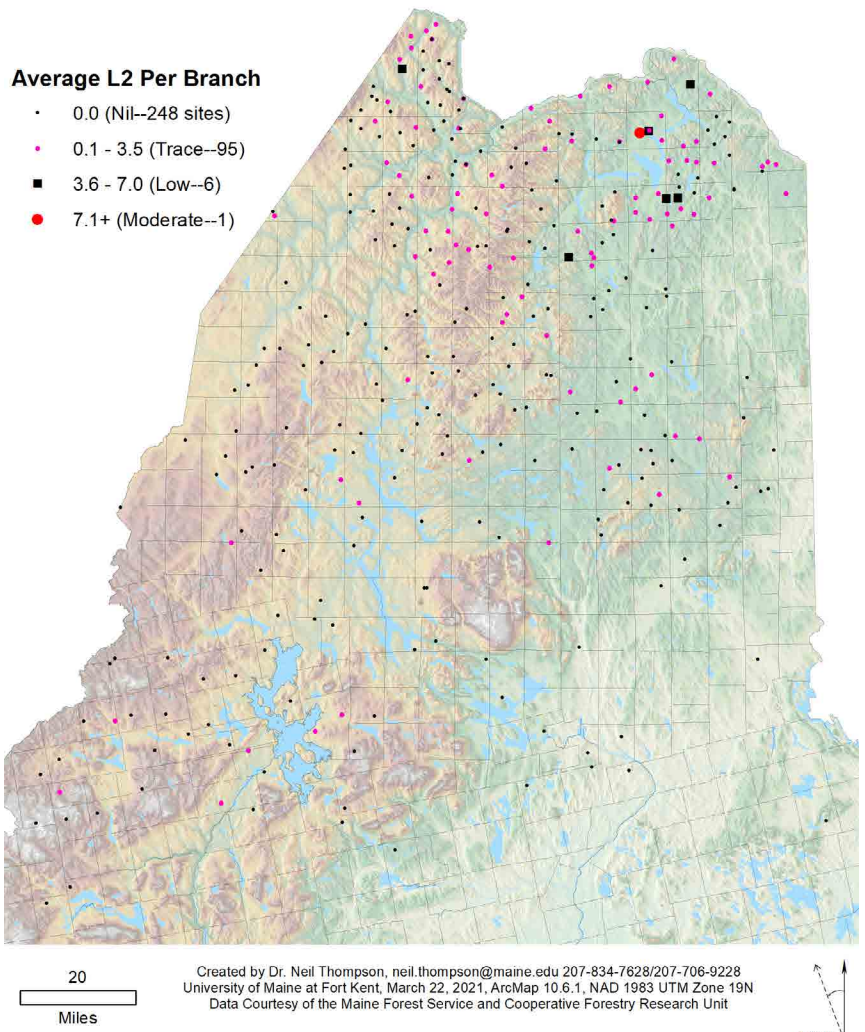 Average L2 Per Branch
0.0 (Nil--248 sites)
0.1 - 3.5 (Trace--95)
3.6 - 7.0 (Low--6)
7.1+ (Moderate--1)
20
Miles
Created by Dr. Neil Thompson, neil.thompson@maine.edu 207-834-7628/207-706-9228
University of Maine at Fort Kent, March 22, 2021, ArcMap 10.6.1, NAD 1983 UTM Zone 19N
Data Courtesy of the Maine Forest Service and Cooperative Forestry Research Unit